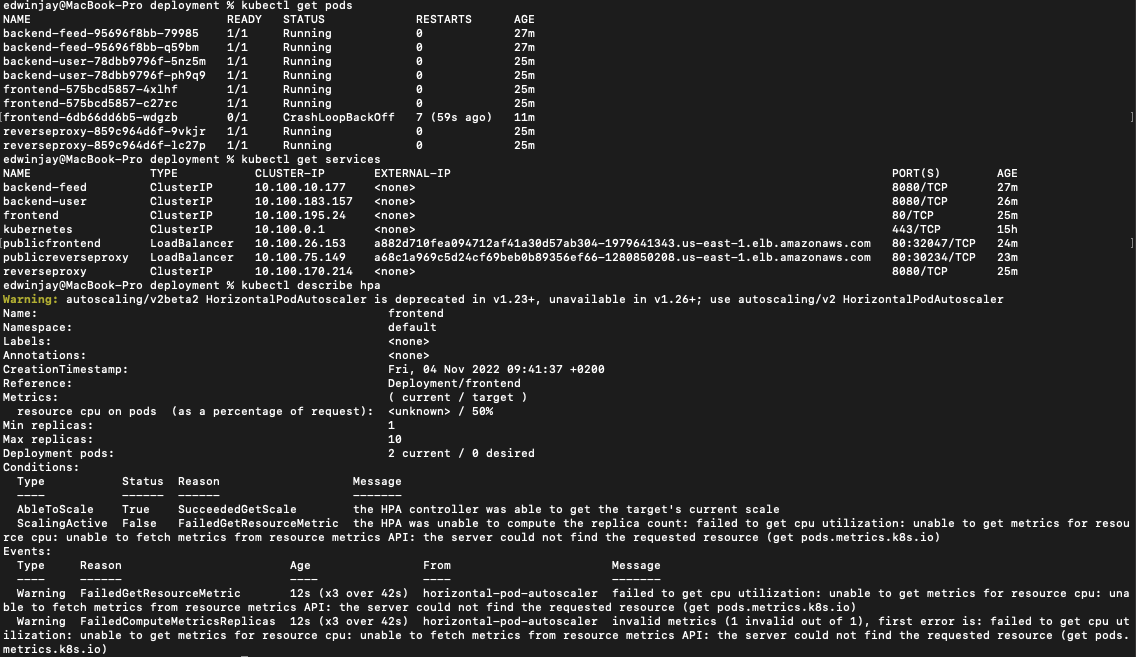 edwinjay@MacBook-Pro deployment % kubectl get pods
NAME READY STATUS RESTARTS AGE
backend-feed-95696f8bb-79985 1/1 Running 0 27m
backend-feed-95696f8bb-q59bm 1/1 Running 0 27m
backend-user-78dbb9796f-5nz5m 1/1 Running 0 25m
backend-user-78dbb9796f-ph9q9 1/1 Running 0 25m
frontend-575bcd5857-4xlhf 1/1 Running 0 25m
frontend-575bcd5857-c27rc 1/1 Running 0 25m
[frontend-6db66dd6b5-wdgzb 0/1 CrashLoopBackOff 7 (59s ago) 11m ]
reverseproxy-859c964d6f-9vkjr 1/1 Running 0 25m
reverseproxy-859c964d6f-lc27p 1/1 Running 0 25m
edwinjay@MacBook-Pro deployment % kubectl get services
NAME TYPE CLUSTER-IP EXTERNAL-IP PORT(S) AGE
backend-feed ClusterIP 10.100.10.177 <none> 8080/TCP 27m
backend-user ClusterIP 10.100.183.157 <none> 8080/TCP 26m
frontend ClusterIP 10.100.195.24 <none> 80/TCP 25m
kubernetes ClusterIP 10.100.0.1 <none> 443/TCP 15h
[publicfrontend LoadBalancer 10.100.26.153 a882d710fea094712af41a30d57ab304-1979641343.us-east-1.elb.amazonaws.com 80:32047/TCP 24m ]
publicreverseproxy LoadBalancer 10.100.75.149 a68c1a969c5d24cf69beb0b89356ef66-1280850208.us-east-1.elb.amazonaws.com 80:30234/TCP 23m
reverseproxy ClusterIP 10.100.170.214 <none> 8080/TCP 25m
edwinjay@MacBook-Pro deployment % kubectl describe hpa
Warning: autoscaling/v2beta2 HorizontalPodAutoscaler is deprecated in v1.23+, unavailable in v1.26+; use autoscaling/v2 HorizontalPodAutoscaler
Name: frontend
Namespace: default
Labels: <none>
Annotations: <none>
CreationTimestamp: Fri, 04 Nov 2022 09:41:37 +0200
Reference: Deployment/frontend
Metrics: ( current / target )
resource cpu on pods (as a percentage of request): <unknown> / 50%
Min replicas: 1
Max replicas: 10
Deployment pods: 2 current / 0 desired
Conditions:
Type Status Reason Message
---- ------ ------ -------
AbleToScale True SucceededGetScale the HPA controller was able to get the target's current scale
ScalingActive False FailedGetResourceMetric the HPA was unable to compute the replica count: failed to get cpu utilization: unable to get metrics for resou
rce cpu: unable to fetch metrics from resource metrics API: the server could not find the requested resource (get pods.metrics.k8s.io)
Events:
Type Reason Age From Message
---- ------ ---- ---- -------
Warning FailedGetResourceMetric 12s (x3 over 42s) horizontal-pod-autoscaler failed to get cpu utilization: unable to get metrics for resource cpu: una
ble to fetch metrics from resource metrics API: the server could not find the requested resource (get pods.metrics.k8s.io)
Warning FailedComputeMetricsReplicas 12s (x3 over 42s) horizontal-pod-autoscaler invalid metrics (1 invalid out of 1), first error is: failed to get cpu ut
ilization: unable to get metrics for resource cpu: unable to fetch metrics from resource metrics API: the server could not find the requested resource (get pods.
metrics.k8s.io)